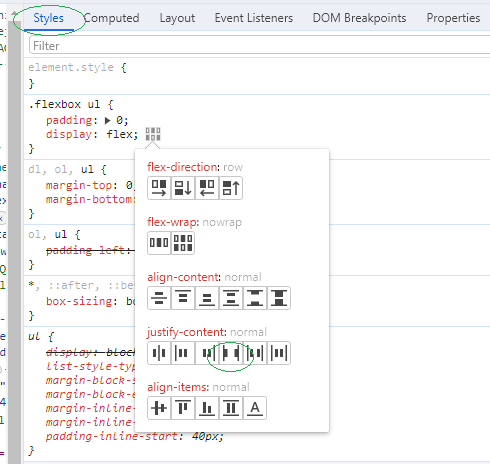 Styles Computed Layout Event Listeners DOM Breakpoints Properties
Filter
element.style {
}
.flexbox ul {
padding: ▶ 0;
display: flex;
}
dl, ol, ul {
margin-top: 0;
margin-bottom:
}
ol, ul {
padding-left:
}
*, ::after, ::be
box-sizing: bo
}
ul {
display: block
list-style-typ
margin-block-s
margin-block-e
margin-inline-
margin-inline-
padding-inline-start: 40px;
}
flex-direction: row
flex-wrap: nowrap
align-content: normal
justify-content: normal
align-items: normal
A